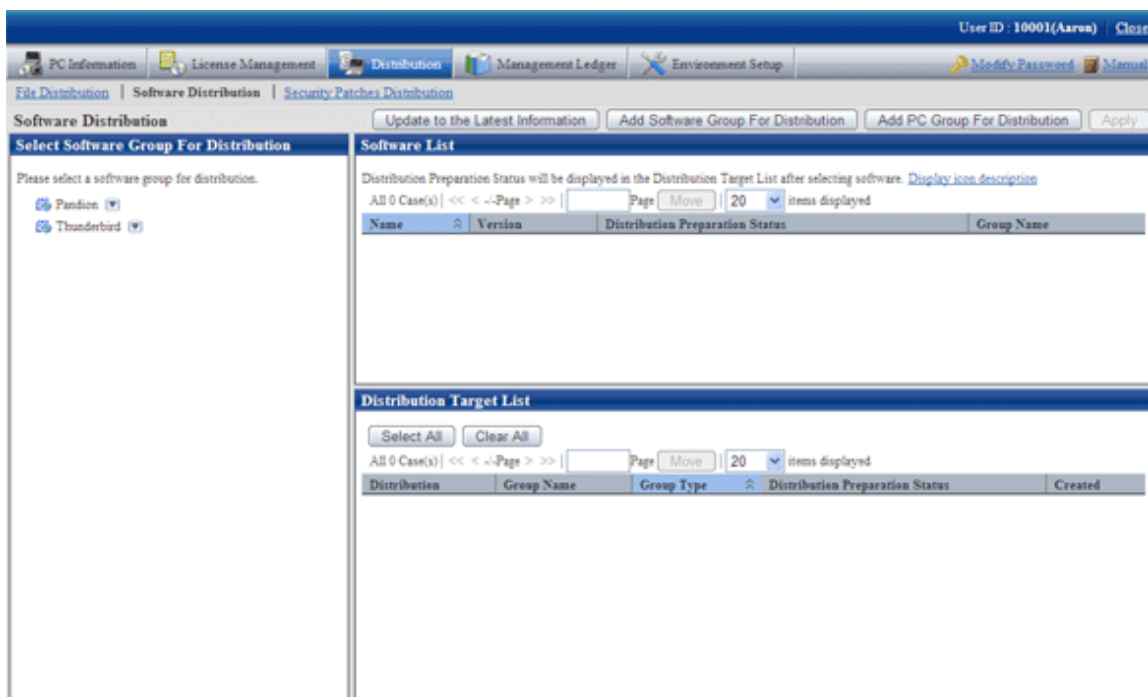 User ID : 10001(Aaron) Close
PC Information License Management Distribution Management Ledger Environment Setup Modify Password Manual
File Distribution | Software Distribution | Security Patches Distribution
Software Distribution Update to the Latest Information Add Software Group For Distribution Add PC Group For Distribution Apply
Select Software Group For Distribution
Please select a software group for distribution.
Pandion
Thunderbird
Software List
Distribution Preparation Status will be displayed in the Distribution Target List after selecting software. Display icon description
All 0 Case(s) | << < -/-Page > >> | Page Move | 20 items displayed
Name Version Distribution Preparation Status Group Name
Distribution Target List
Select All Clear All
All 0 Case(s) | << < -/-Page > >> | Page Move | 20 items displayed
Distribution Group Name Group Type Distribution Preparation Status Created